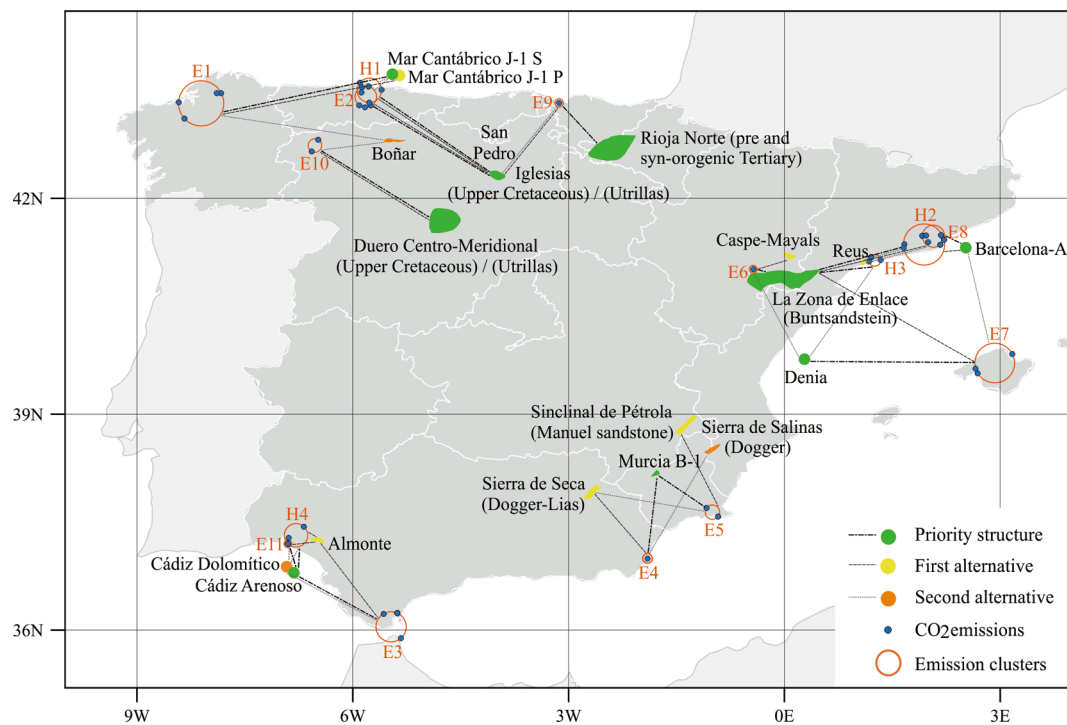 E1
H1
Mar Cantábrico J-1 S
Mar Cantábrico J-1 P
E2
E9
San
Pedro
Rioja Norte (pre and
syn-orogenic Tertiary)
Boñar
E10
Iglesias
(Upper Cretaceous) / (Utrillas)
42N
Duero Centro-Meridional
(Upper Cretaceous) / (Utrillas)
H2
E8
Caspe-Mayals
Reus
Barcelona-A
E6
H3
La Zona de Enlace
(Buntsandstein)
E7
Denia
39N
Sinclinal de Pétrola
(Manuel sandstone)
Sierra de Salinas
(Dogger)
Murcia B-1
Sierra de Seca
(Dogger-Lias)
H4
E5
E11
Almonte
Cádiz Dolomítico
Cádiz Arenoso
E4
36N
E3
Priority structure
First alternative
Second alternative
CO2emissions
Emission clusters
9W
6W
3W
0E
3E